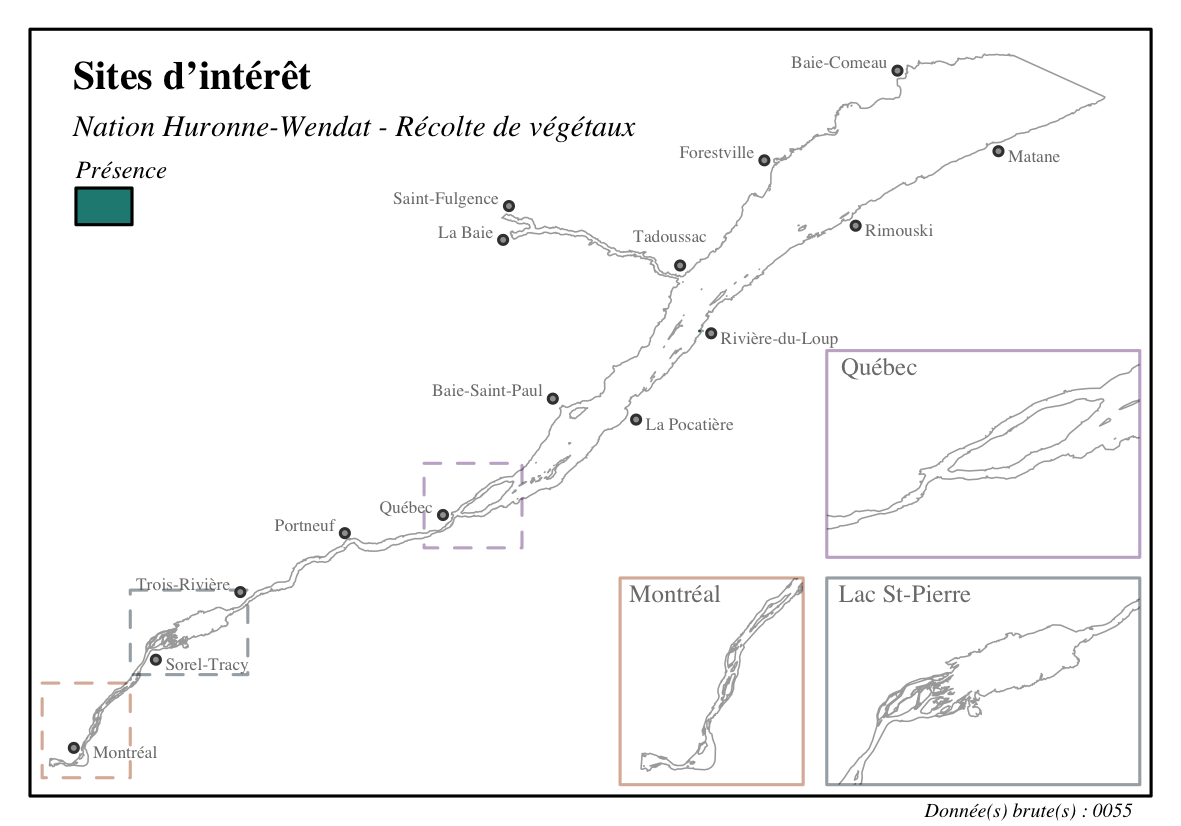 Sites d’intérêt
Nation Huronne-Wendat - Récolte de végétaux
Présence
Baie-Comeau
Forestville
Matane
Saint-Fulgence
La Baie
Tadoussac
Rimouski
Rivière-du-Loup
Baie-Saint-Paul
La Pocatière
Québec
Portneuf
Trois-Rivière
Sorel-Tracy
Montréal
Québec
Montréal
Lac St-Pierre
Donnée(s) brute(s) : 0055